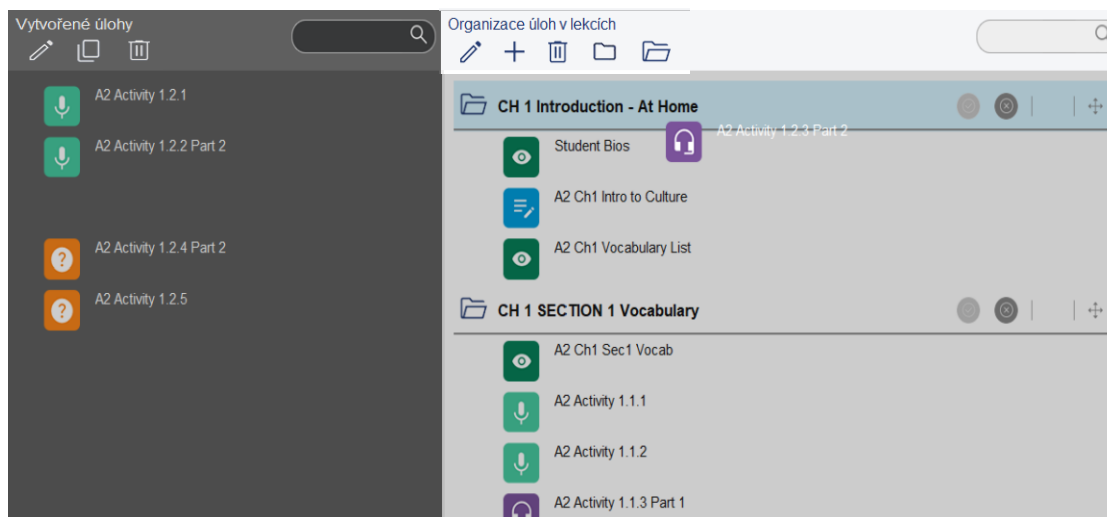 Vytvořené úlohy
A2 Activity 1.2.1
A2 Activity 1.2.2 Part 2
A2 Activity 1.2.4 Part 2
A2 Activity 1.2.5
Organizace úloh v lekcích
CH 1 Introduction - At Home
A2 Activity 1.2.3 Part 2
Student Bios
A2 Ch1 Intro to Culture
A2 Ch1 Vocabulary List
CH 1 SECTION 1 Vocabulary
A2 Ch1 Sec1 Vocab
A2 Activity 1.1.1
A2 Activity 1.1.2
A2 Activity 1.1.3 Part 1